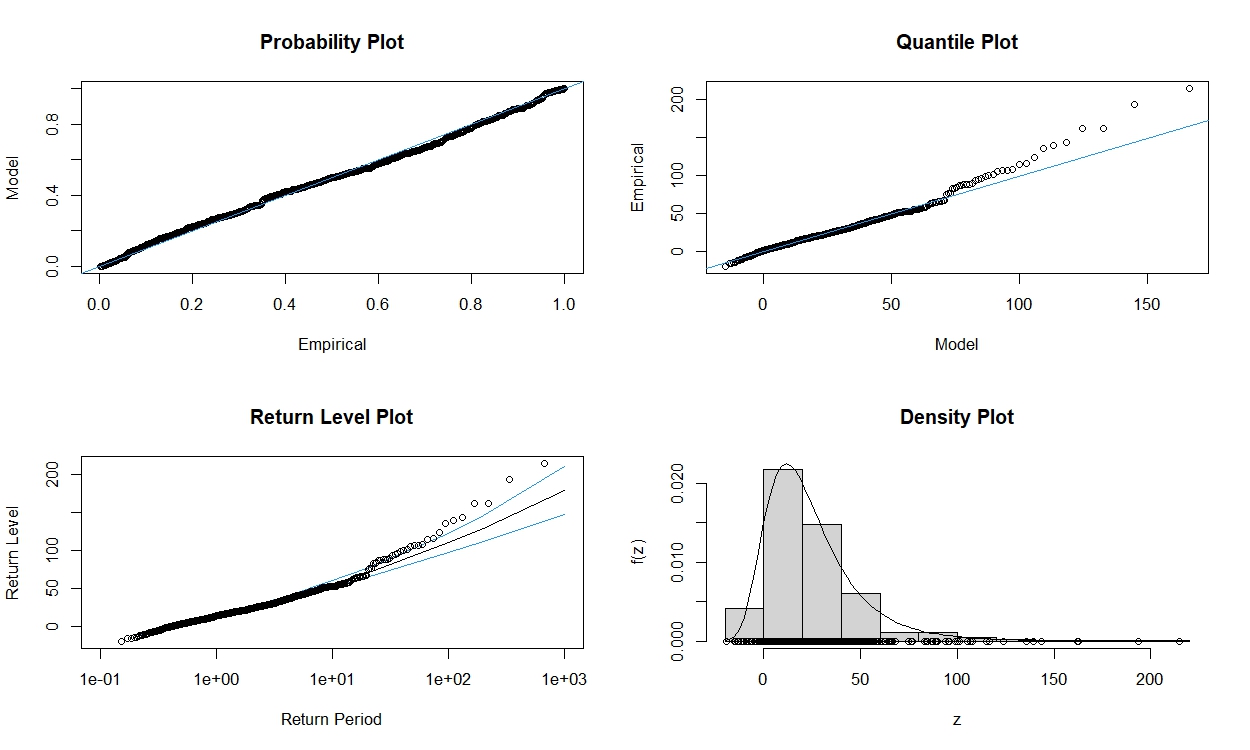 Probability Plot
Model
0.0 0.4 0.8
0.0 0.2 0.4 0.6 0.8 1.0
Empirical
Quantile Plot
Empirical
0 50 100 200
0 50 100 150
Model
Return Level Plot
Return Level
0 50 100 200
1e-01 1e+00 1e+01 1e+02 1e+03
Return Period
Density Plot
f(z)
0.000 0.010 0.020
0 50 100 150 200
z